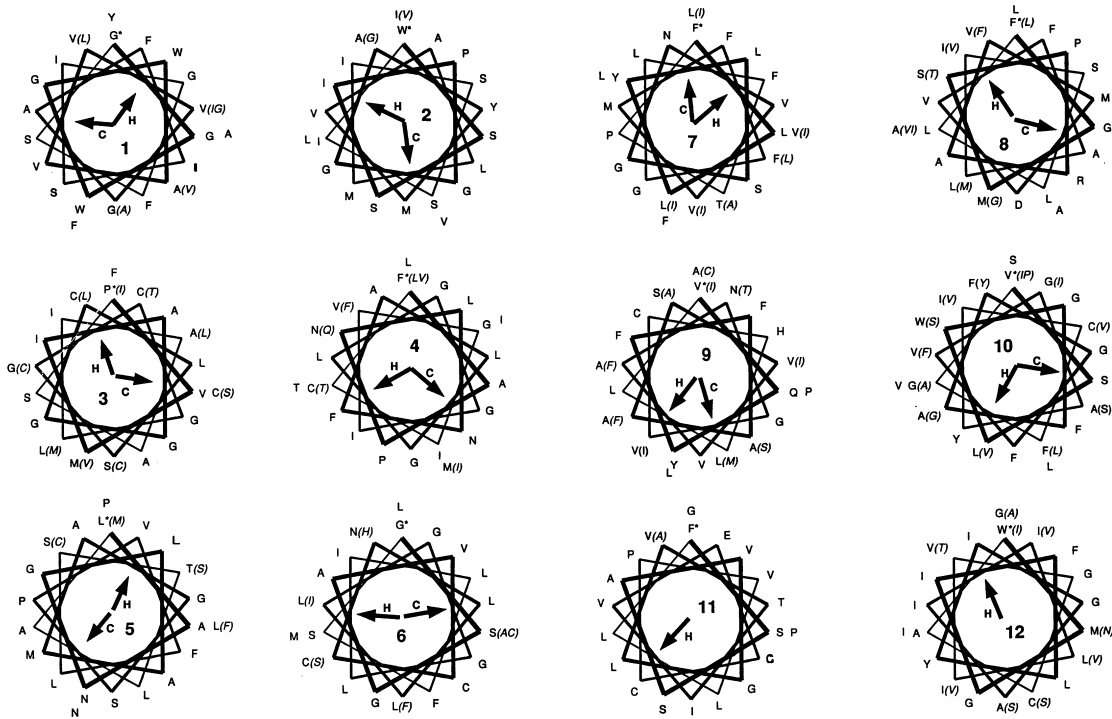 Y
G*
V(L) F
I W
G G
A V(IG)
S G A
V I
S A(V)
W G(A) F
F
H
C
1
I(V)
W*
A(G) A
I P
I S
V Y
L I S
G L
M G
S M S
V
H
C
2
L(I)
F*
N F
L L
L Y F
M V
P L V(I)
G F(L)
G S
L(I) V(I) T(A)
F
C
H
7
L
F*(L)
V(F) F
I(V) P
S(T) S
V M
A(VI) L G
A A
L(M) R
M(G) D L A
H
C
8
F
P*(I)
C(L) C(T)
I A
I A(L)
G(C) L
S V C(S)
G G
L(M) G
M(V) S(C) A
H
C
3
L
F*(LV)
A G
V(F) L
N(Q) G I
L L
T C(T) A
F G
I N
P G I M(I)
4
H
C
A(C)
V*(I)
S(A) N(T)
C F
F H
A(F) V(I)
L Q P
A(F) G
V(I) A(S)
Y V L(M)
L
9
H
C
S
V*(IP)
F(Y) G(I)
I(V) G
W(S) C(V)
V(F) G
V G(A) S
A(G) A(S)
Y F
L(V) F F(L)
L
10
H
C
P
L*(M)
A V
S(C) L
G T(S)
P G
A A L(F)
M F
L A
N S L
N
H
C
5
L
G*
N(H) G
I V
A L
L(I) L
M S S(AC)
C(S) G
L C
G L(F) F
H
C
6
G
F*
V(A) E
P V
A V
V T
L S P
L G
L G
C S I L
11
H
G(A)
W*(I)
I I(V)
V(T) F
I G
I G
I A M(N)
Y L(V)
I(V) L
G A(S) C(S)
H
12